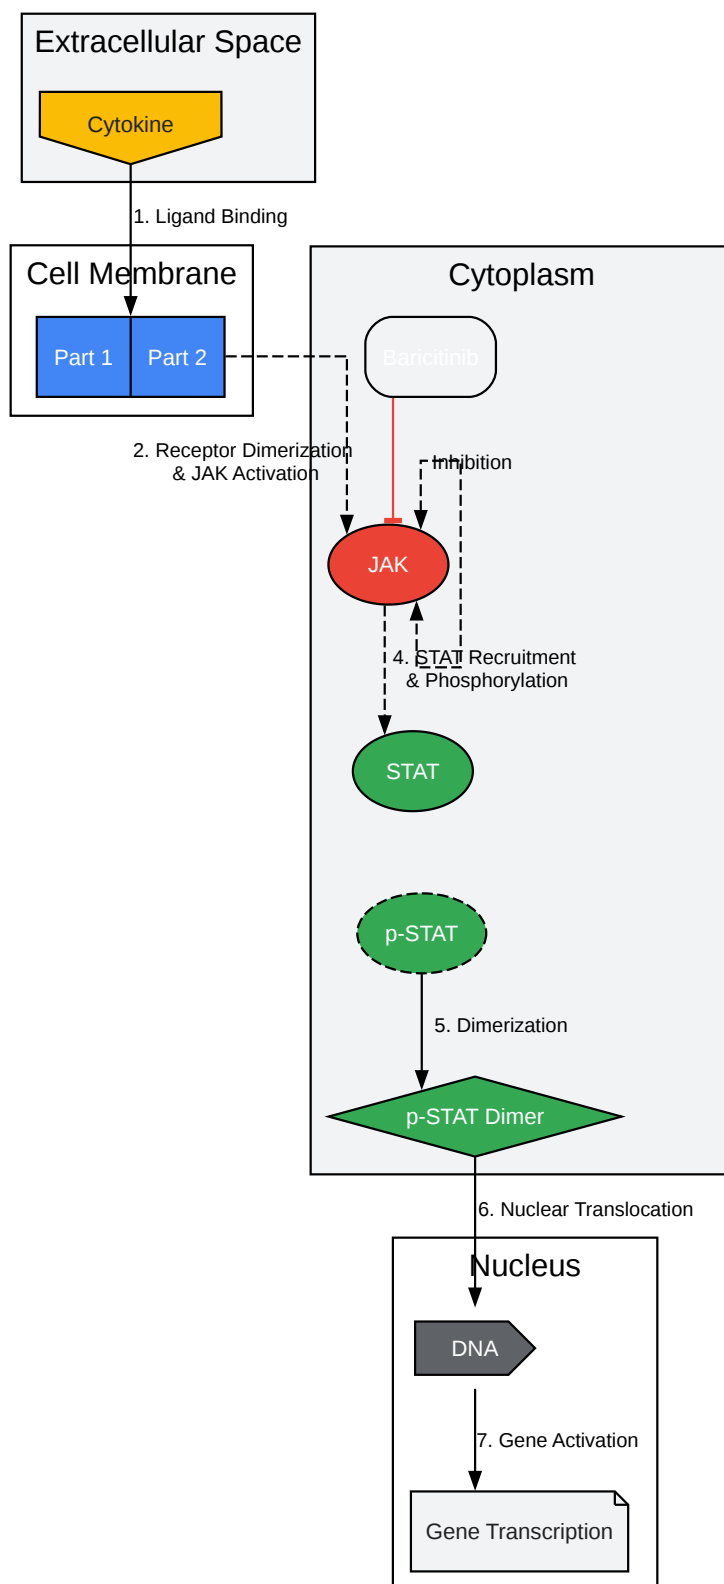 Extracellular Space
Cytokine
1. Ligand Binding
Cell Membrane
Part 1
Part 2
Cytoplasm
Baricitinib
2. Receptor Dimerization
& JAK Activation
Inhibition
JAK
4. STAT Recruitment
& Phosphorylation
STAT
p-STAT
5. Dimerization
p-STAT Dimer
6. Nuclear Translocation
Nucleus
DNA
7. Gene Activation
Gene Transcription